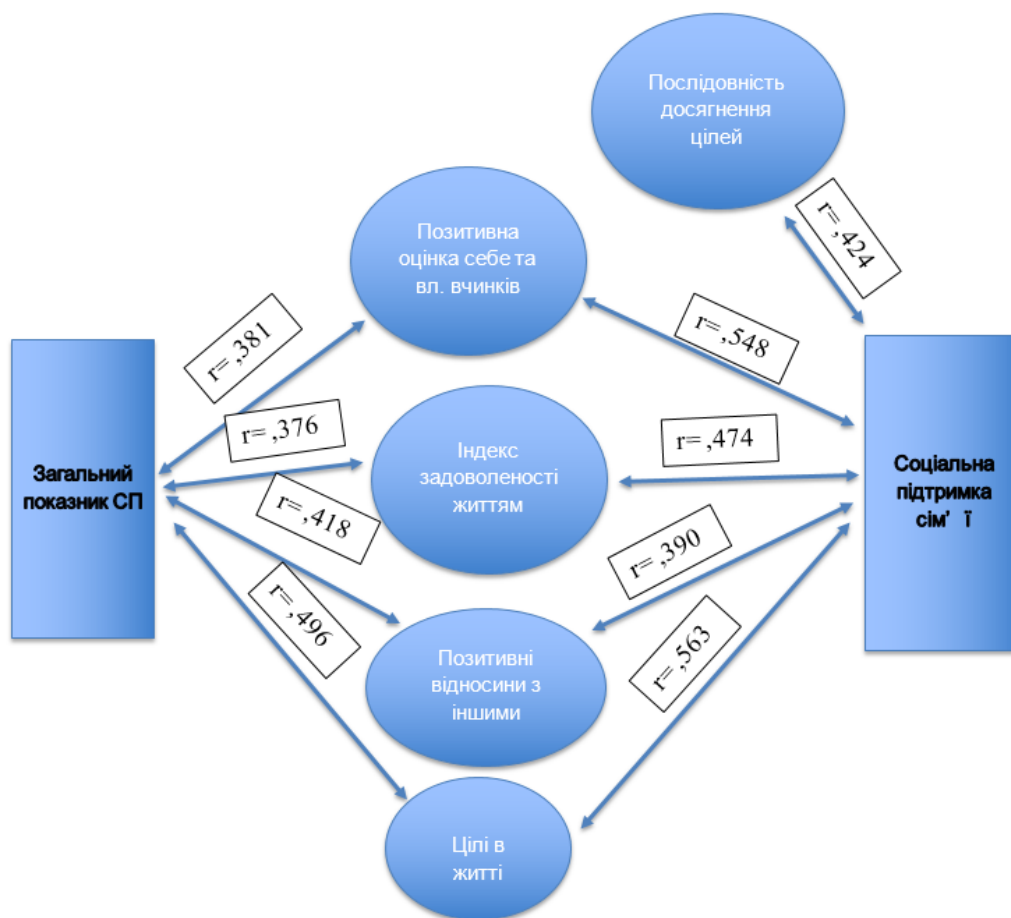 Послідовність
досягнення
цілей
r= ,424
Позитивна
оцінка себе та
вл. вчинків
r= ,381
r= ,548
r= ,376
r= ,474
Загальний
показник СП
Індекс
задоволеності
життям
Соціальна
підтримка
сім' ї
r= ,418
r= ,390
r= ,496
r= ,563
Позитивні
відносини з
іншими
Цілі в
житті